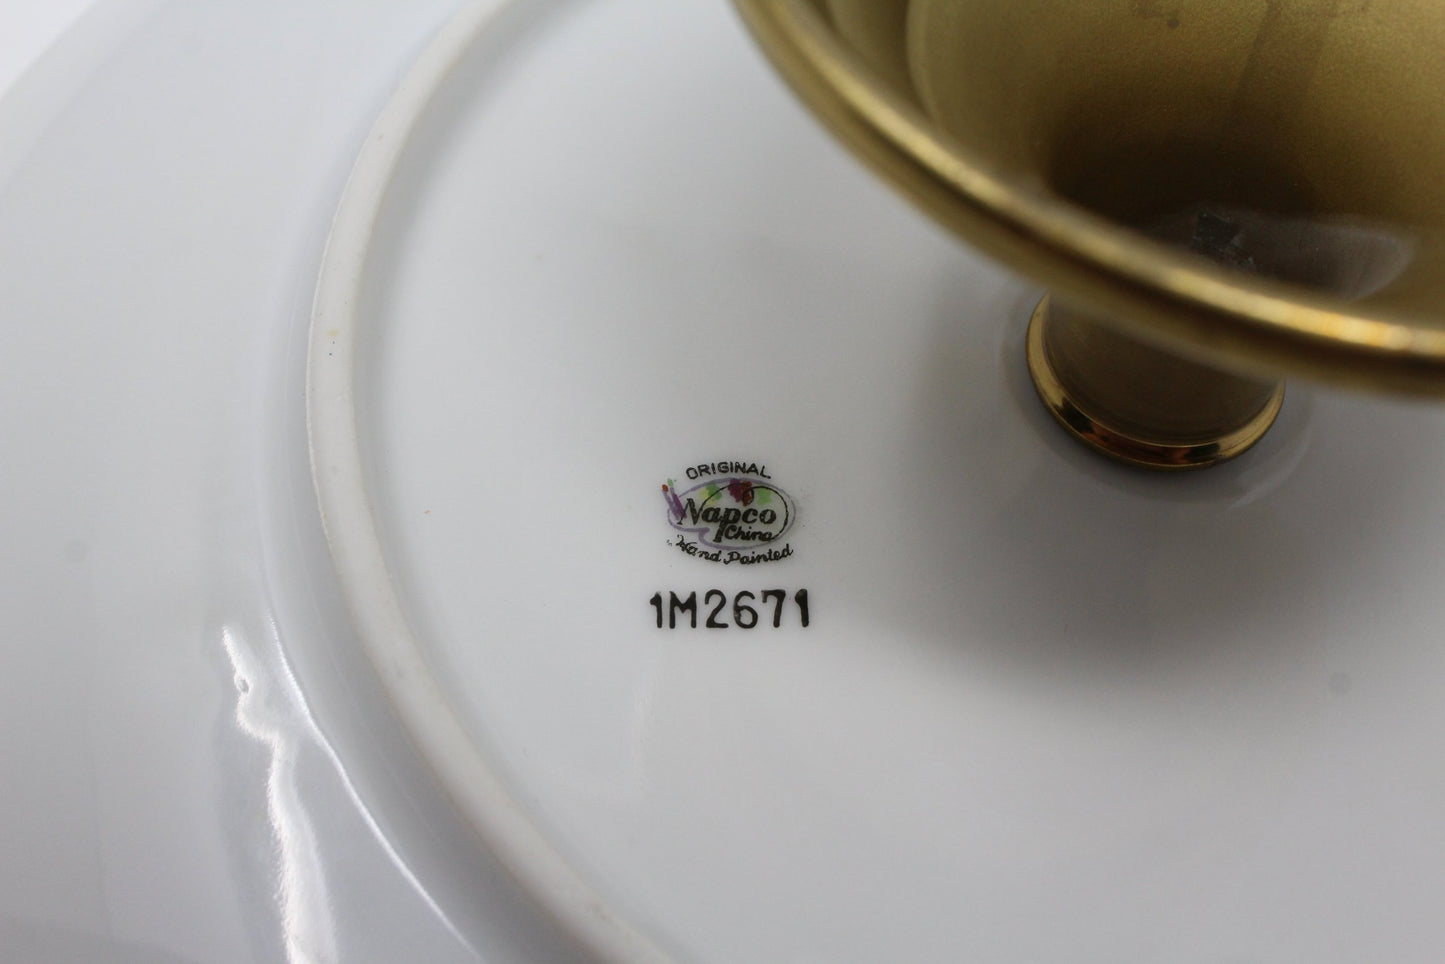 ORIGINAL
Napco
China
Hand Painted
1M2671